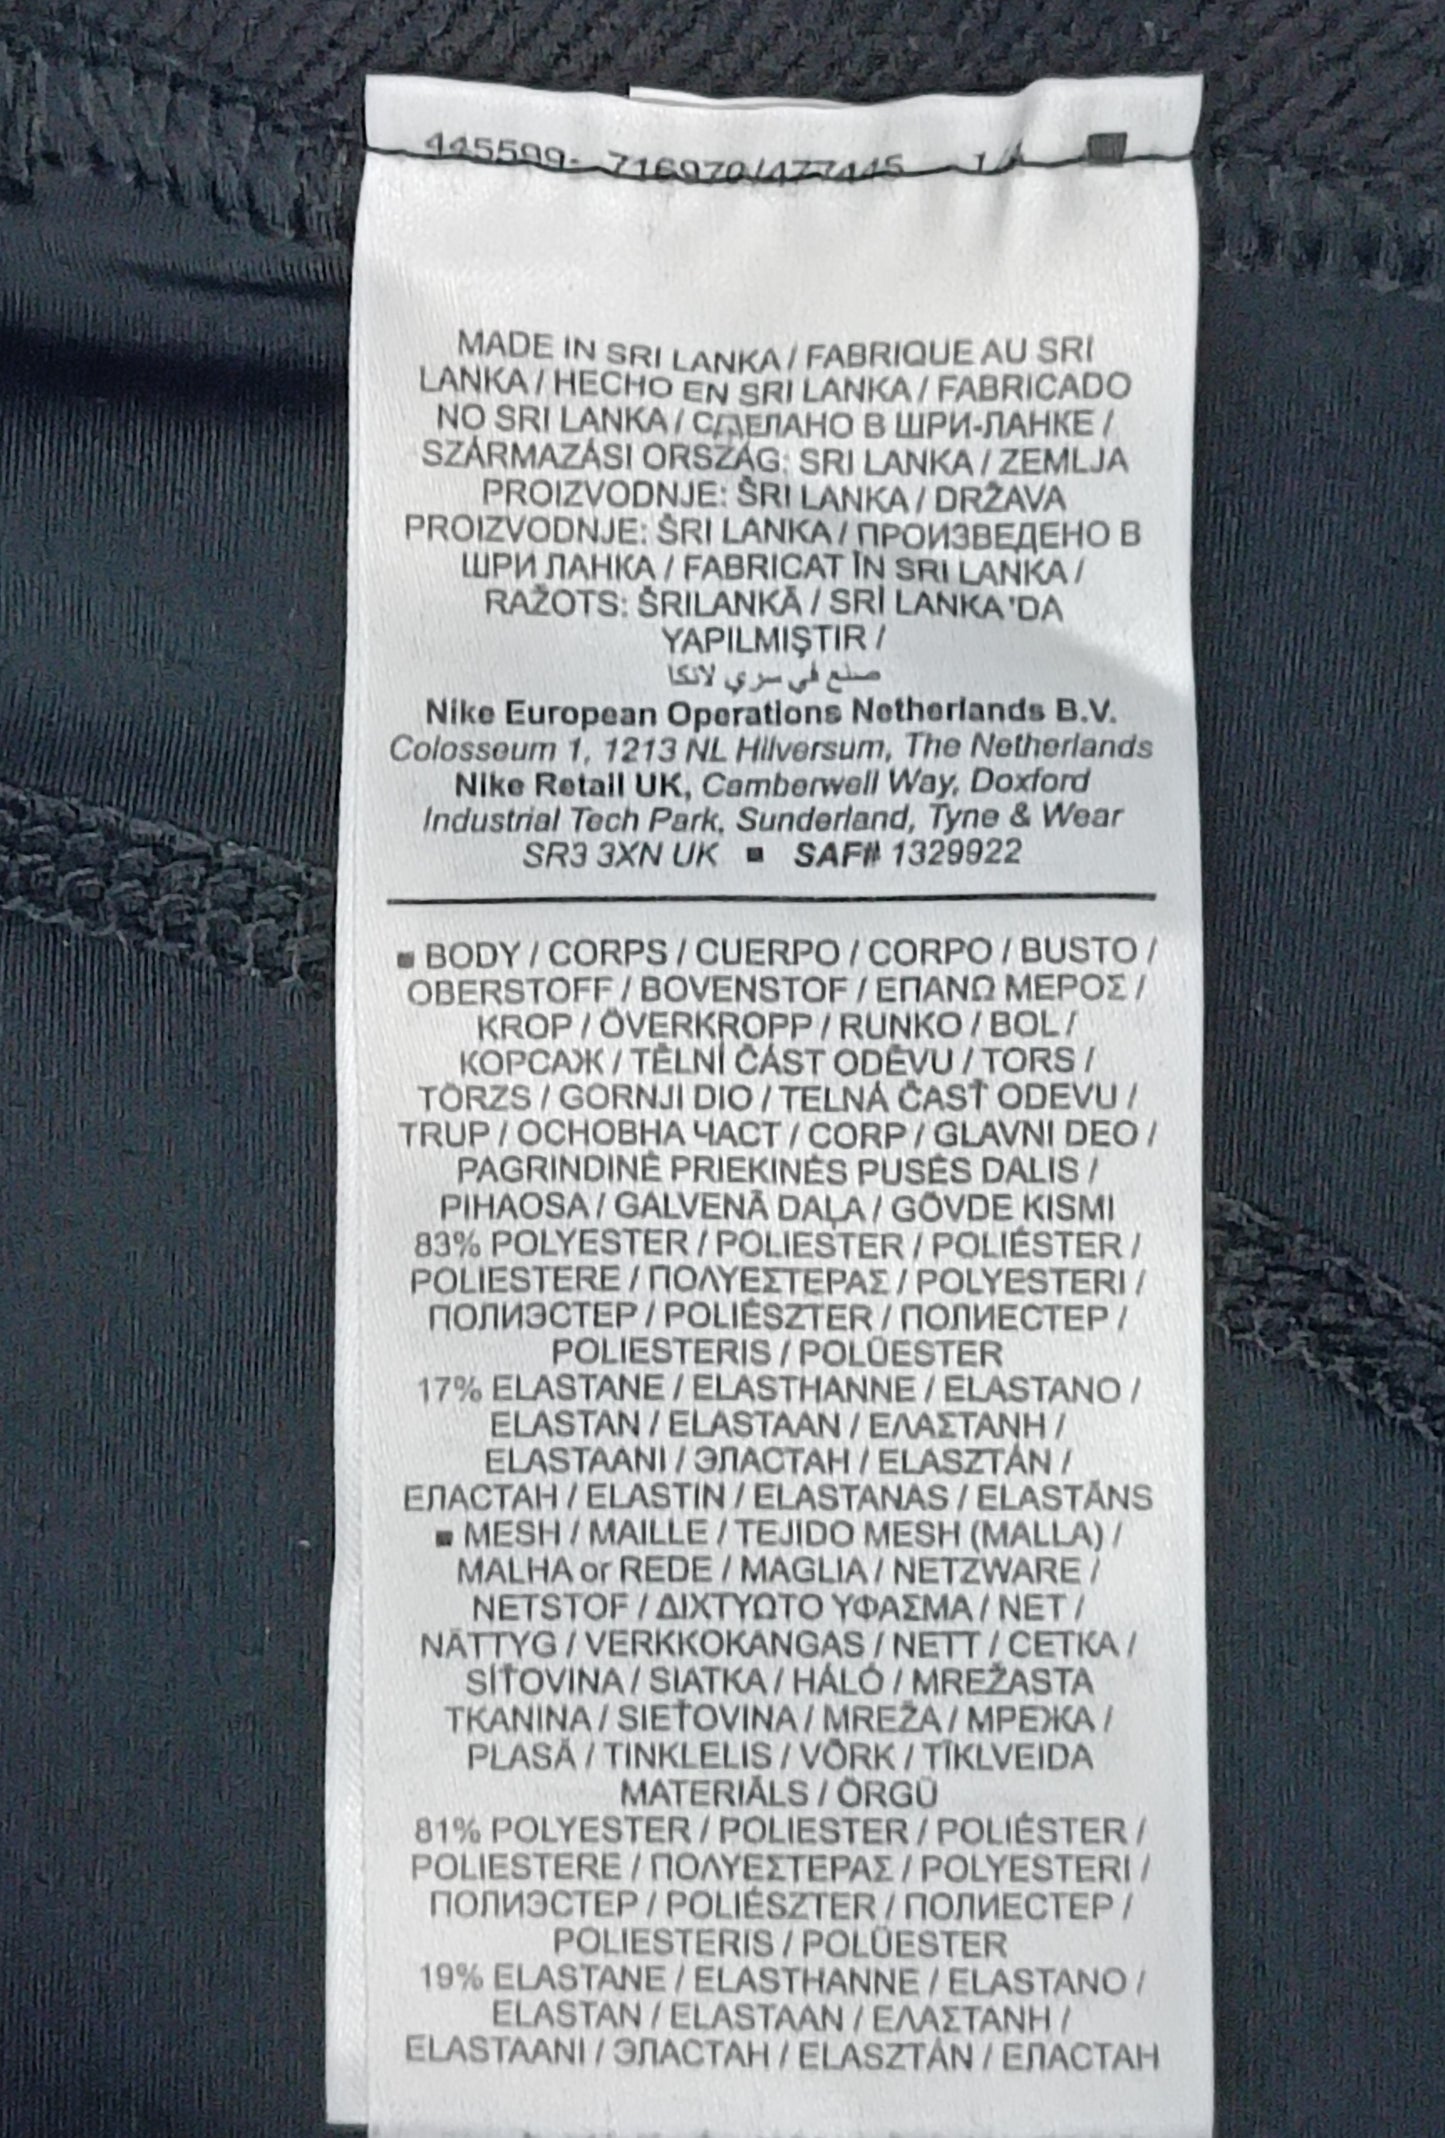 445599- 716970/477445 1/4
MADE IN SRI LANKA / FABRIQUE AU SRI
LANKA / HECHO EN SRI LANKA / FABRICADO
NO SRI LANKA / СДЕЛАНО В ШРИ-ЛАНКЕ /
SZÁRMAZÁSI ORSZÁG: SRI LANKA / ZEMLJA
PROIZVODNJE: ŠRI LANKA / DRŽAVA
PROIZVODNJE: ŠRI LANKA / ПРОИЗВЕДЕНО В
ШРИ ЛАНКА / FABRICAT ÎN SRI LANKA /
RAŽOTS: ŠRILANKĀ / SRİ LANKA 'DA
YAPILMIŞTIR /
صنع في سري لانكا
Nike European Operations Netherlands B.V.
Colosseum 1, 1213 NL Hilversum, The Netherlands
Nike Retail UK, Camberwell Way, Doxford
Industrial Tech Park, Sunderland, Tyne & Wear
SR3 3XN UK ▪ SAF# 1329922
▪ BODY / CORPS / CUERPO / CORPO / BUSTO /
OBERSTOFF / BOVENSTOF / ΕΠΑΝΩ ΜΕΡΟΣ /
KROP / ÖVERKROPP / RUNKO / BOL /
КОРСАЖ / TĚLNÍ ČÁST ODĚVU / TORS /
TÖRZS / GORNJI DIO / TELNÁ ČASŤ ODEVU /
TRUP / ОСНОВНА ЧАСТ / CORP / GLAVNI DEO /
PAGRINDINĖ PRIEKINĖS PUSĖS DALIS /
PIHAOSA / GALVENĀ DAĻA / GÖVDE KISMI
83% POLYESTER / POLIESTER / POLIÉSTER /
POLIESTERE / ΠΟΛΥΕΣΤΕΡΑΣ / POLYESTERI /
ПОЛИЭСТЕР / POLIÉSZTER / ПОЛИЕСТЕР /
POLIESTERIS / POLÜESTER
17% ELASTANE / ELASTHANNE / ELASTANO /
ELASTAN / ELASTAAN / ΕΛΑΣΤΑΝΗ /
ELASTAANI / ЭЛАСТАН / ELASZTÁN /
ЕЛАСТАН / ELASTIN / ELASTANAS / ELASTĀNS
▪ MESH / MAILLE / TEJIDO MESH (MALLA) /
MALHA or REDE / MAGLIA / NETZWARE /
NETSTOF / ΔΙΧΤΥΩΤΟ ΥΦΑΣΜΑ / NET /
NÄTTYG / VERKKOKANGAS / NETT / СЕТКА /
SÍŤOVINA / SIATKA / HÁLÓ / MREŽASTA
TKANINA / SIEŤOVINA / MREŽA / МРЕЖА /
PLASĂ / TINKLELIS / VÕRK / TĪKLVEIDA
MATERIĀLS / ÖRGÜ
81% POLYESTER / POLIESTER / POLIÉSTER /
POLIESTERE / ΠΟΛΥΕΣΤΕΡΑΣ / POLYESTERI /
ПОЛИЭСТЕР / POLIÉSZTER / ПОЛИЕСТЕР /
POLIESTERIS / POLÜESTER
19% ELASTANE / ELASTHANNE / ELASTANO /
ELASTAN / ELASTAAN / ΕΛΑΣΤΑΝΗ /
ELASTAANI / ЭЛАСТАН / ELASZTÁN / ЕЛАСТАН